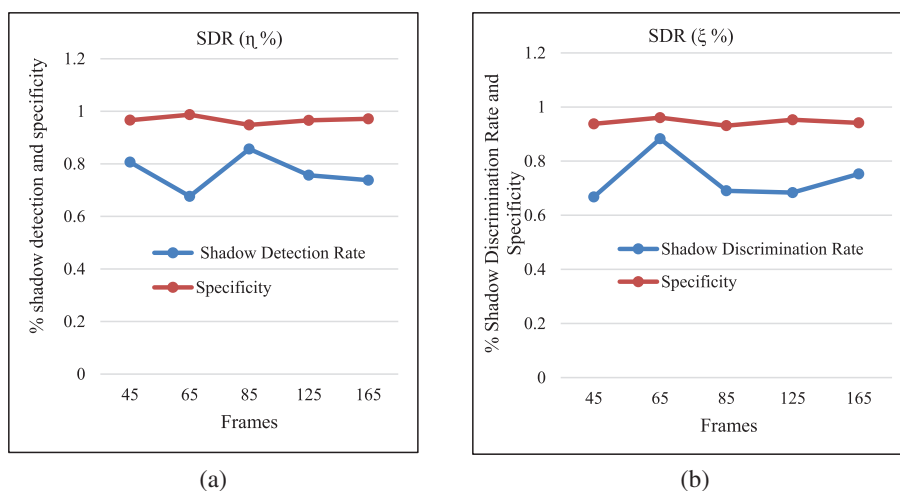 SDR (η %)
1.2
1
0.8
0.6
0.4
0.2
0
% shadow detection and specificity
Shadow Detection Rate
Specificity
45 65 85 125 165
Frames
(a)
SDR (ξ %)
1.2
1
0.8
0.6
0.4
0.2
0
% Shadow Discrimination Rate and
Specificity
Shadow Discrimination Rate
Specificity
45 65 85 125 165
Frames
(b)